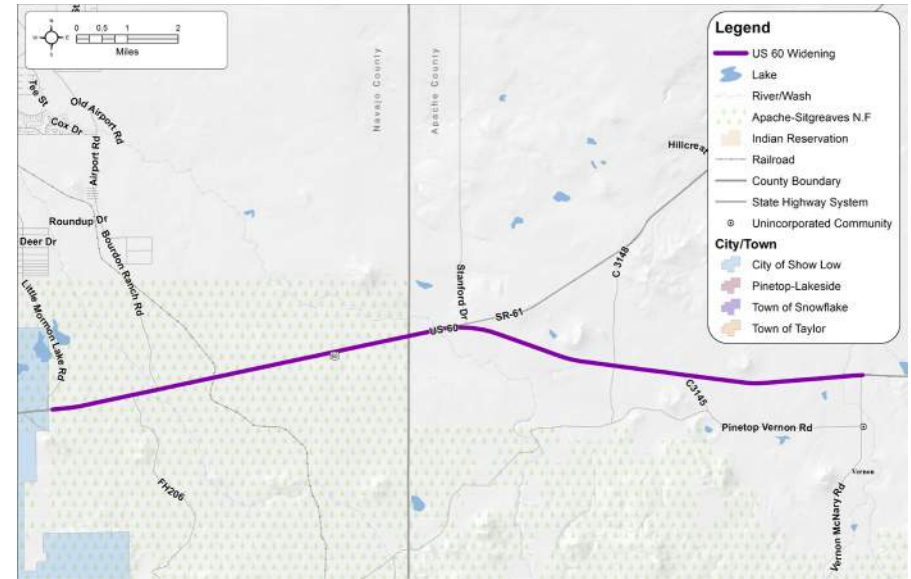 N
W E
S
0 0.5 1 2
Miles
St
Tee St
Cox Dr
Old Airport Rd
Airport Rd
Roundup Dr
Deer Dr
Bourdon Ranch Rd
Little Mormon Lake Rd
FH206
Navajo County
Apache County
Stanford Dr
US 60
SR-61
C 3148
Hillcrest
C3145
Pinetop Vernon Rd
Vernon
Vernon McNary Rd
Legend
US 60 Widening
Lake
River/Wash
Apache-Sitgreaves N.F
Indian Reservation
Railroad
County Boundary
State Highway System
Unincorporated Community
City/Town
City of Show Low
Pinetop-Lakeside
Town of Snowflake
Town of Taylor